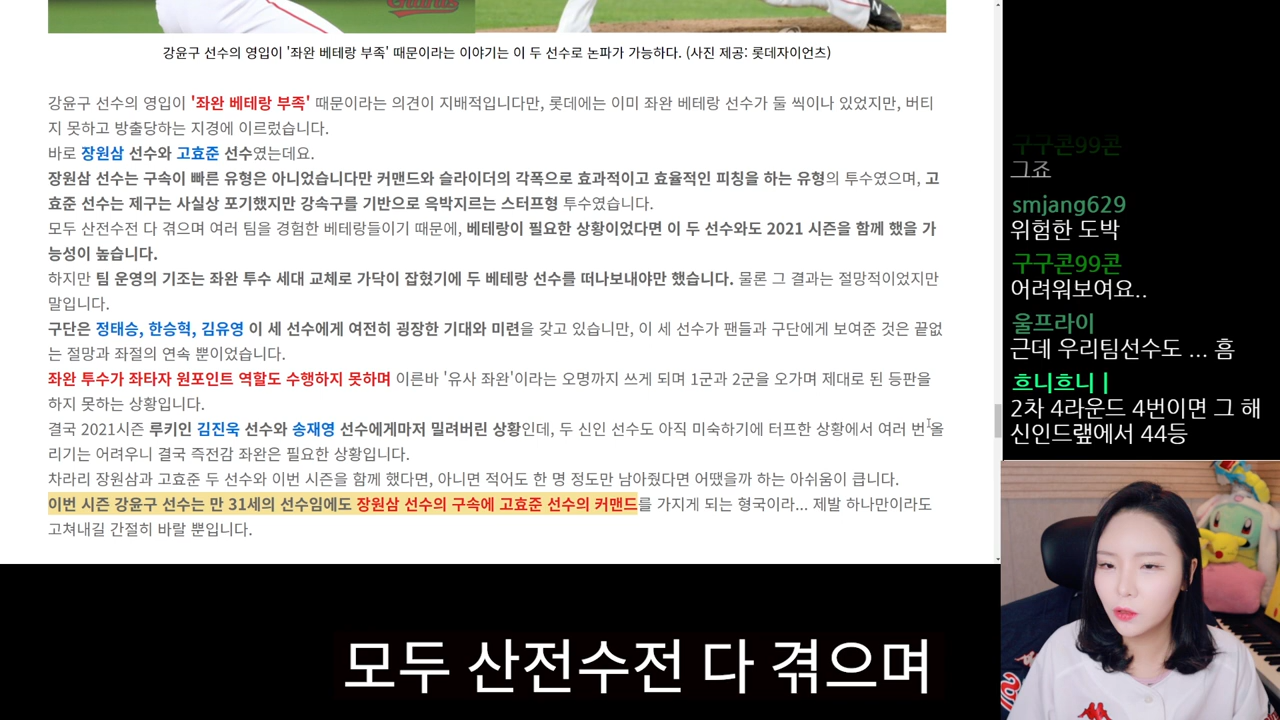 강윤구 선수의 영입이 '좌완 베테랑 부족' 때문이라는 이야기는 이 두 선수로 논파가 가능하다. (사진 제공: 롯데자이언츠)
강윤구 선수의 영입이 '좌완 베테랑 부족' 때문이라는 의견이 지배적입니다만, 롯데에는 이미 좌완 베테랑 선수가 둘 씩이나 있었지만, 버티
지 못하고 방출당하는 지경에 이르렀습니다.
바로 장원삼 선수와 고효준 선수였는데요.
장원삼 선수는 구속이 빠른 유형은 아니었습니다만 커맨드와 슬라이더의 각폭으로 효과적이고 효율적인 피칭을 하는 유형의 투수였으며, 고
효준 선수는 제구는 사실상 포기했지만 강속구를 기반으로 윽박지르는 스터프형 투수였습니다.
모두 산전수전 다 겪으며 여러 팀을 경험한 베테랑들이기 때문에, 베테랑이 필요한 상황이었다면 이 두 선수와도 2021 시즌을 함께 했을 가
능성이 높습니다.
하지만 팀 운영의 기조는 좌완 투수 세대 교체로 가닥이 잡혔기에 두 베테랑 선수를 떠나보내야만 했습니다. 물론 그 결과는 절망적이었지만
말입니다.
구단은 정태승, 한승혁, 김유영 이 세 선수에게 여전히 굉장한 기대와 미련을 갖고 있습니만, 이 세 선수가 팬들과 구단에게 보여준 것은 끝없
는 절망과 좌절의 연속 뿐이었습니다.
좌완 투수가 좌타자 원포인트 역할도 수행하지 못하며 이른바 '유사 좌완'이라는 오명까지 쓰게 되며 1군과 2군을 오가며 제대로 된 등판을
하지 못하는 상황입니다.
결국 2021시즌 루키인 김진욱 선수와 송재영 선수에게마저 밀려버린 상황인데, 두 신인 선수도 아직 미숙하기에 터프한 상황에서 여러 번 올
리기는 어려우니 결국 즉전감 좌완은 필요한 상황입니다.
차라리 장원삼과 고효준 두 선수와 이번 시즌을 함께 했다면, 아니면 적어도 한 명 정도만 남아줬다면 어땠을까 하는 아쉬움이 큽니다.
이번 시즌 강윤구 선수는 만 31세의 선수임에도 장원삼 선수의 구속에 고효준 선수의 커맨드를 가지게 되는 형국이라... 제발 하나만이라도
고쳐내길 간절히 바랄 뿐입니다.
구구콘99콘
그죠
smjang629
위험한 도박
구구콘99콘
어려워보여요..
울프라이
근데 우리팀선수도 ... 흠
흐니흐니ㅣ
2차 4라운드 4번이면 그 해
신인드랲에서 44등
모두 산전수전 다 겪으며